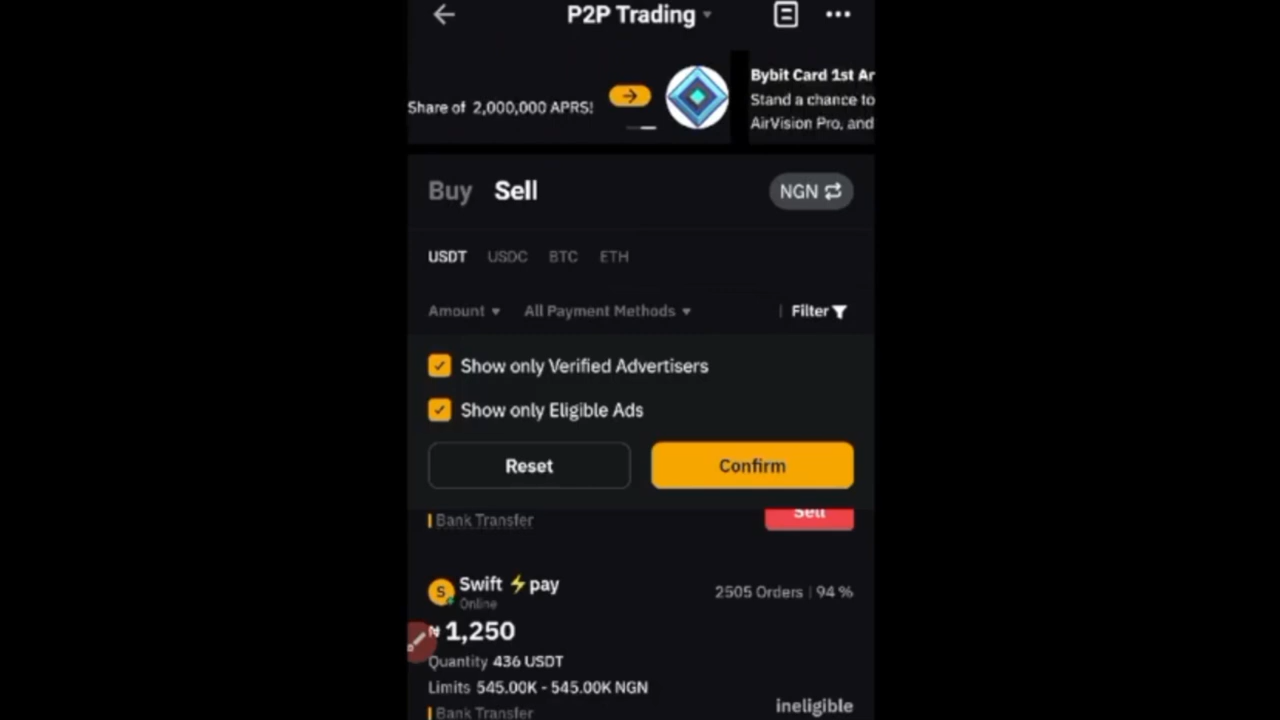 P2P Trading
Share of 2,000,000 APRS!
Bybit Card 1st Ar
Stand a chance to
AirVision Pro, and
Buy Sell NGN
USDT USDC BTC ETH
Amount All Payment Methods Filter
Show only Verified Advertisers
Show only Eligible Ads
Reset Confirm
Bank Transfer Sell
S Swift ⚡ pay 2505 Orders | 94 %
Online
₦ 1,250
Quantity 436 USDT
Limits 545.00K - 545.00K NGN
ineligible
Bank Transfer